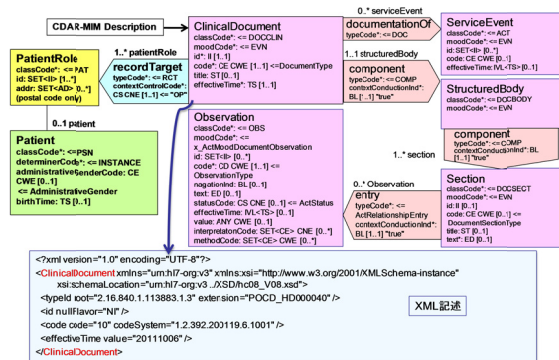 CDAR-MIM Description
ClinicalDocument
classCode*: <= DOCCLIN
moodCode*: <= EVN
id*: II [1..1]
code*: CE CWE [1..1] <=DocumentType
title: ST [0..1]
effectiveTime*: TS [1..1]
0..* serviceEvent
documentationOf
typeCode*: <= DOC
ServiceEvent
classCode*: <= ACT
moodCode*: <= EVN
id: SET<II> [0..*]
code: CE CWE [0..1]
effectiveTime: IVL<TS> [0..1]
1..* patientRole
recordTarget
typeCode*: <= RCT
contextControlCode*:
CS CNE [1..1] <= "OP"
PatientRole
classCode*: <= PAT
id: SET<II> [1..*]
addr: SET<AD> [0..*]
(postal code only)
0..1 patient
Patient
classCode*: <=PSN
determinerCode*: <= INSTANCE
administrativeGenderCode: CE
CWE [0..1]
<= AdministrativeGender
birthTime: TS [0..1]
1..1 structuredBody
component
typeCode*: <= COMP
contextConductionInd*:
BL [1..1] "true"
StructuredBody
classCode*: <= DOCBODY
moodCode*: <= EVN
component
typeCode*: <= COMP
contextConductionInd*:
BL [1..1] "true"
1..* section
Section
classCode*: <= DOCSECT
moodCode*: <= EVN
id: II [0..1]
code: CE CWE [0..1] <=
DocumentSectionType
title: ST [0..1]
text*: ED [0..1]
0..* Observation
entry
typeCode*: <=
ActRelationshipEntry
contextConductionInd*:
BL [1..1] "true"
Observation
classCode*: <= OBS
moodCode*: <=
x_ActMoodDocumentObservation
id: SET<II> [0..*]
code*: CD CWE [1..1] <=
ObservationType
negationInd: BL [0..1]
text: ED [0..1]
statusCode: CS CNE [0..1] <= ActStatus
effectiveTime: IVL<TS> [0..1]
value: ANY CWE [0..1]
interpretatonCode: SET<CE> CNE [0..*]
methodCode: SET<CE> CWE [0..*]
<?xml version="1.0" encoding="UTF-8"?>
<ClinicalDocument xmlns="urn:hl7-org:v3" xmlns:xsi="http://www.w3.org/2001/XMLSchema-instance"
xsi:schemaLocation="urn:hl7-org:v3 ../XSD/hc08_V08.xsd">
<typeId root="2.16.840.1.113883.1.3" extension="POCD_HD000040" />
<id nullFlavor="NI" />
<code code="10" codeSystem="1.2.392.200119.6.1001" />
<effectiveTime value="20111006" />
</ClinicalDocument>
XML記述